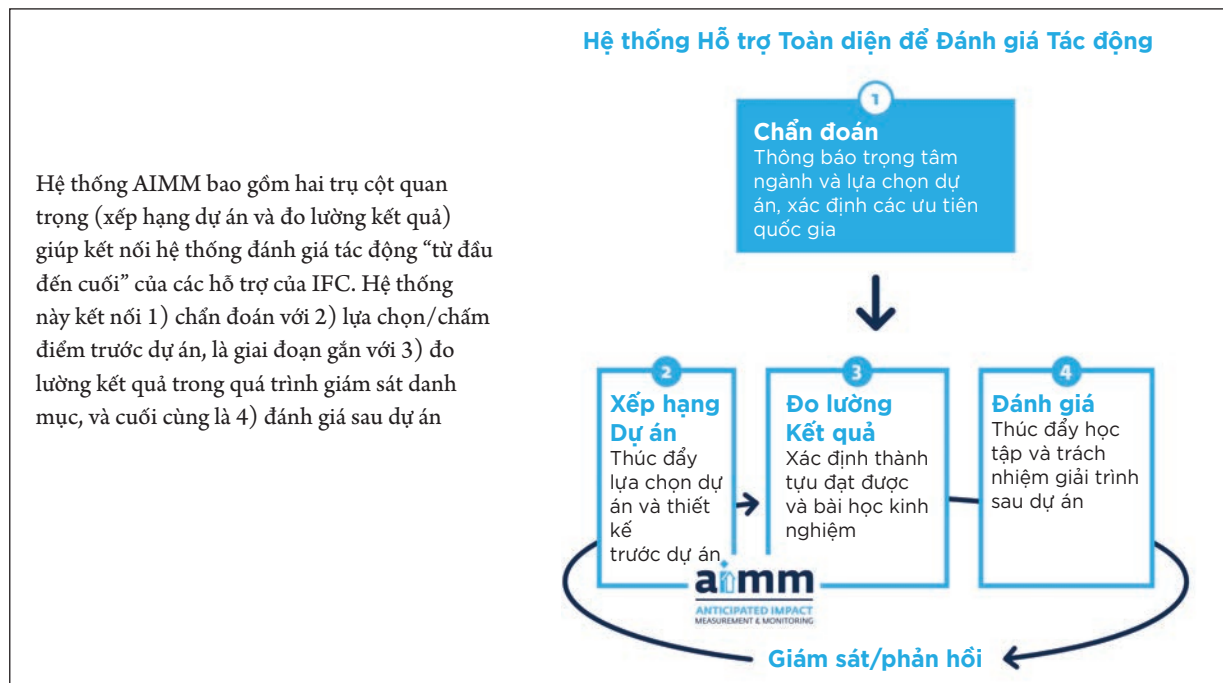 Hệ thống Hỗ trợ Toàn diện để Đánh giá Tác động
Hệ thống AIMM bao gồm hai trụ cột quan
trọng (xếp hạng dự án và đo lường kết quả)
giúp kết nối hệ thống đánh giá tác động “từ đầu
đến cuối” của các hỗ trợ của IFC. Hệ thống
này kết nối 1) chẩn đoán với 2) lựa chọn/chấm
điểm trước dự án, là giai đoạn gắn với 3) đo
lường kết quả trong quá trình giám sát danh
mục, và cuối cùng là 4) đánh giá sau dự án
1
Chẩn đoán
Thông báo trọng tâm
ngành và lựa chọn dự
án, xác định các ưu tiên
quốc gia
2
Xếp hạng
Dự án
Thúc đẩy
lựa chọn dự
án và thiết
kế
trước dự án
3
Đo lường
Kết quả
Xác định thành
tựu đạt được
và bài học kinh
nghiệm
4
Đánh giá
Thúc đẩy học
tập và trách
nhiệm giải trình
sau dự án
aimm
ANTICIPATED IMPACT
MEASUREMENT & MONITORING
Giám sát/phản hồi